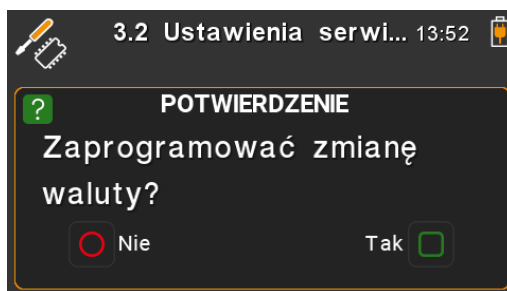 3.2 Ustawienia serwi... 13:52
?
POTWIERDZENIE
Zaprogramować zmianę
waluty?
Nie Tak